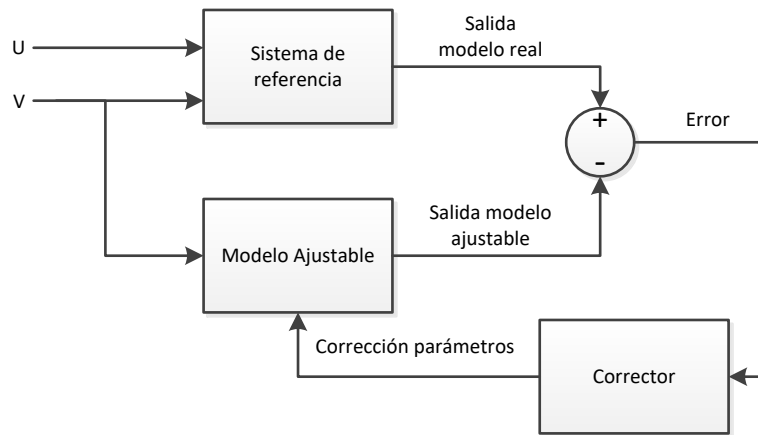 U
V
Sistema de
referencia
Salida
modelo real
+
-
Error
Modelo Ajustable
Salida modelo
ajustable
Corrección parámetros
Corrector